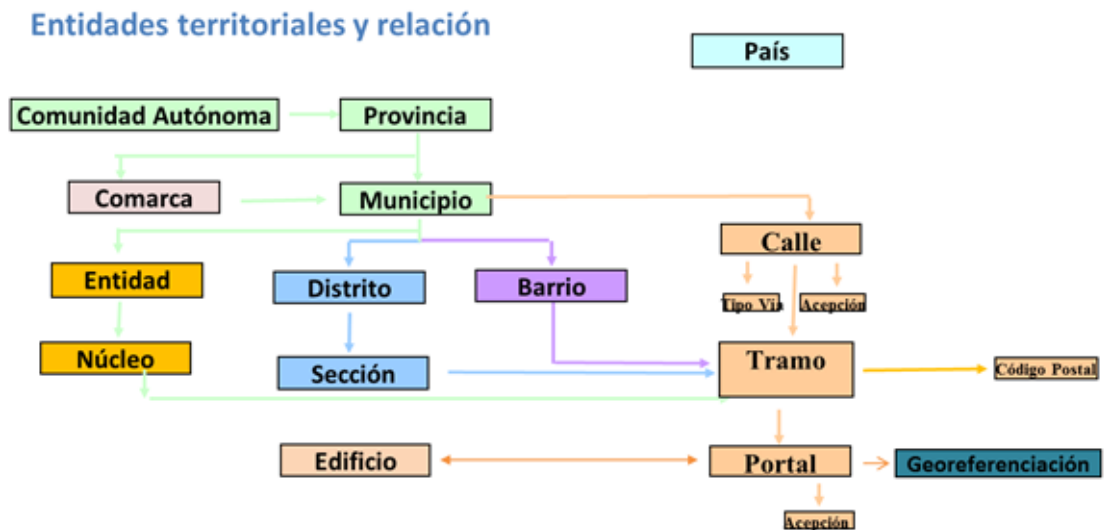 Entidades territoriales y relación
País
Comunidad Autónoma
Provincia
Comarca
Municipio
Calle
Entidad
Distrito
Barrio
Tipo Via
Acepción
Núcleo
Sección
Tramo
Código Postal
Edificio
Portal
Georeferenciación
Acepción